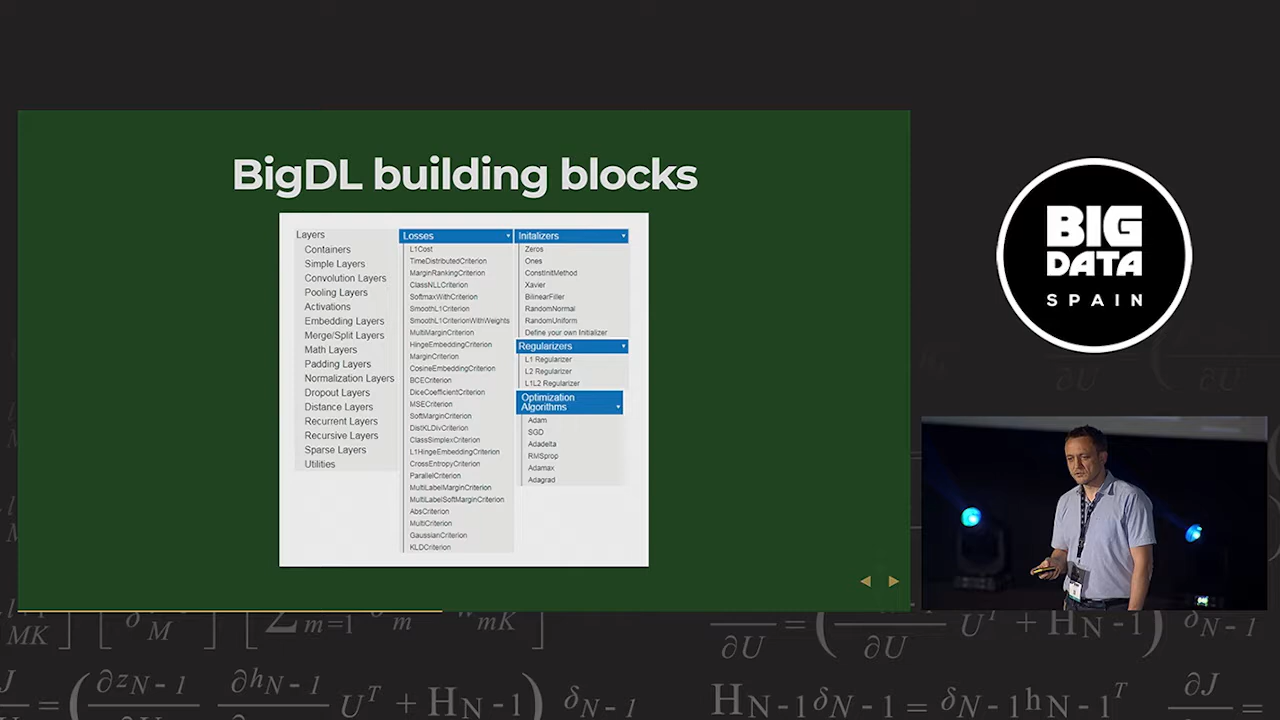 BigDL building blocks
Layers
Containers
Simple Layers
Convolution Layers
Pooling Layers
Activations
Embedding Layers
Merge/Split Layers
Math Layers
Padding Layers
Normalization Layers
Dropout Layers
Distance Layers
Recurrent Layers
Recursive Layers
Sparse Layers
Utilities
Losses
L1Cost
TimeDistributedCriterion
MarginRankingCriterion
ClassNLLCriterion
SoftmaxWithCriterion
SmoothL1Criterion
SmoothL1CriterionWithWeights
MultiMarginCriterion
HingeEmbeddingCriterion
MarginCriterion
CosineEmbeddingCriterion
BCECriterion
DiceCoefficientCriterion
MSECriterion
SoftMarginCriterion
DistKLDivCriterion
ClassSimplexCriterion
L1HingeEmbeddingCriterion
CrossEntropyCriterion
ParallelCriterion
MultiLabelMarginCriterion
MultiLabelSoftMarginCriterion
AbsCriterion
MultiCriterion
GaussianCriterion
KLDCriterion
Initalizers
Zeros
Ones
ConstInitMethod
Xavier
BilinearFiller
RandomNormal
RandomUniform
Define your own Initializer
Regularizers
L1 Regularizer
L2 Regularizer
L1L2 Regularizer
Optimization
Algorithms
Adam
SGD
Adadelta
RMSprop
Adamax
Adagrad
BIG
DATA
SPAIN